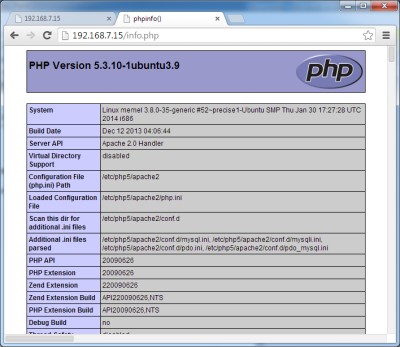 192.168.7.15
phpinfo()
192.168.7.15/info.php
PHP Version 5.3.10-1ubuntu3.9
php
System
Linux memel 3.8.0-35-generic #52~precise1-Ubuntu SMP Thu Jan 30 17:27:28 UTC
2014 i686
Build Date
Dec 12 2013 04:06:44
Server API
Apache 2.0 Handler
Virtual Directory
Support
disabled
Configuration File
(php.ini) Path
/etc/php5/apache2
Loaded Configuration
File
/etc/php5/apache2/php.ini
Scan this dir for
additional .ini files
/etc/php5/apache2/conf.d
Additional .ini files
parsed
/etc/php5/apache2/conf.d/mysql.ini, /etc/php5/apache2/conf.d/mysqli.ini,
/etc/php5/apache2/conf.d/pdo.ini, /etc/php5/apache2/conf.d/pdo_mysql.ini
PHP API
20090626
PHP Extension
20090626
Zend Extension
220090626
Zend Extension Build
API220090626,NTS
PHP Extension Build
API20090626,NTS
Debug Build
no
Thread Safety
disabled